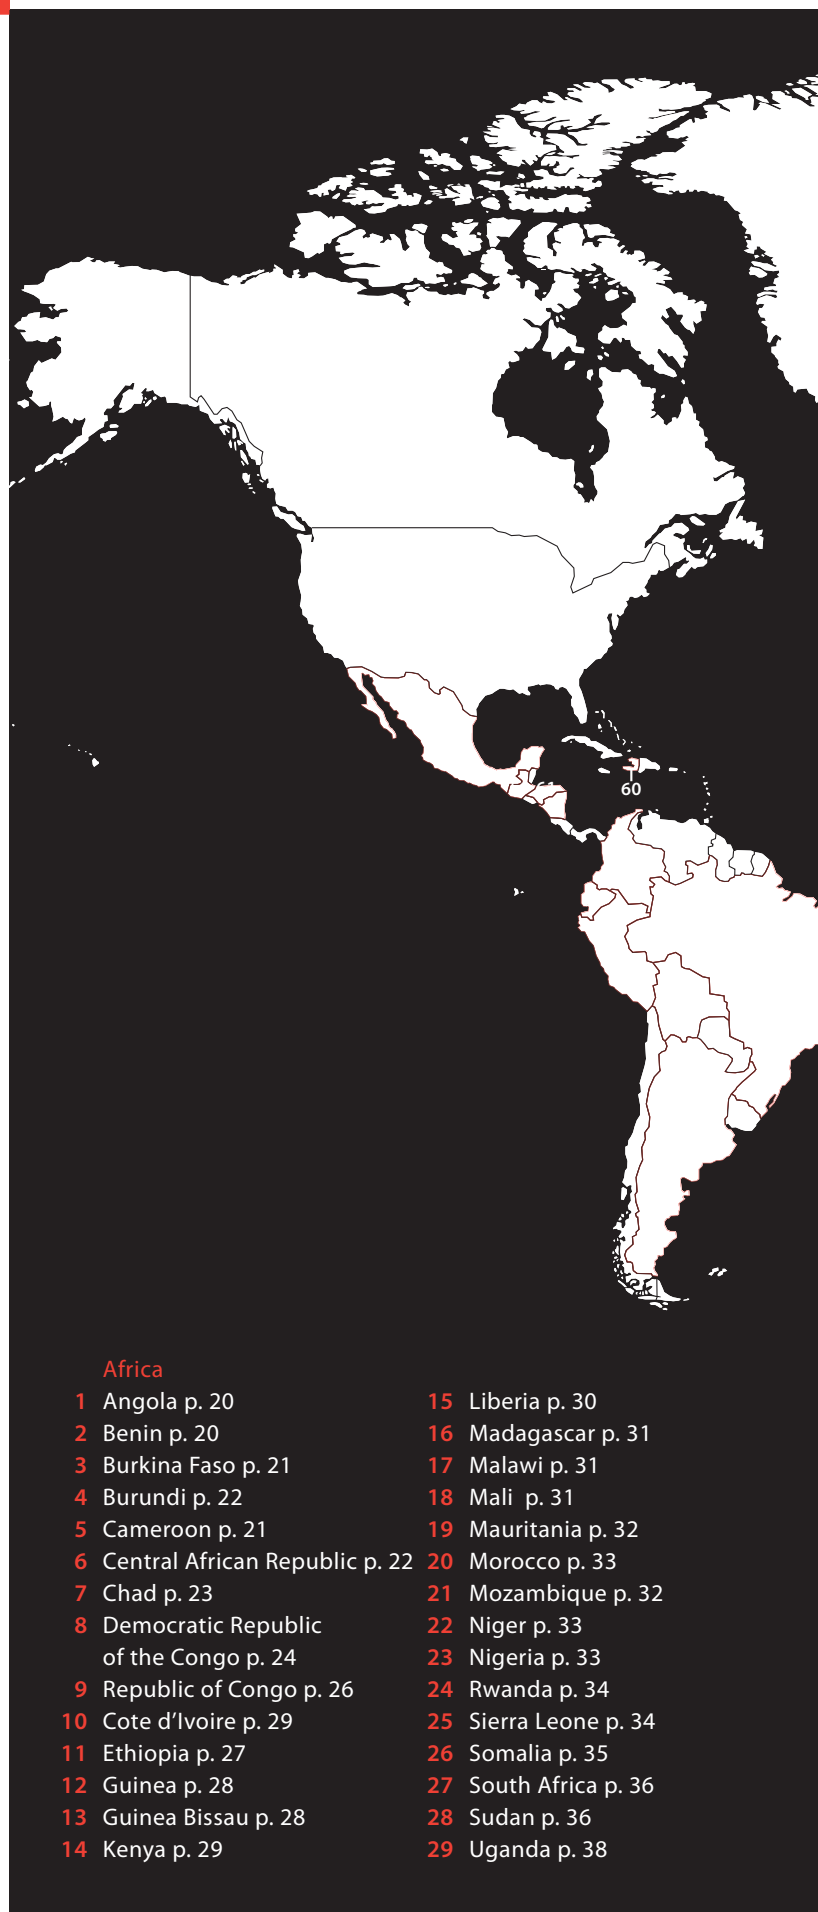 60
Africa
1 Angola p. 20
2 Benin p. 20
3 Burkina Faso p. 21
4 Burundi p. 22
5 Cameroon p. 21
6 Central African Republic p. 22
7 Chad p. 23
8 Democratic Republic
of the Congo p. 24
9 Republic of Congo p. 26
10 Cote d’Ivoire p. 29
11 Ethiopia p. 27
12 Guinea p. 28
13 Guinea Bissau p. 28
14 Kenya p. 29
15 Liberia p. 30
16 Madagascar p. 31
17 Malawi p. 31
18 Mali  p. 31
19 Mauritania p. 32
20 Morocco p. 33
21 Mozambique p. 32
22 Niger p. 33
23 Nigeria p. 33
24 Rwanda p. 34
25 Sierra Leone p. 34
26 Somalia p. 35
27 South Africa p. 36
28 Sudan p. 36
29 Uganda p. 38